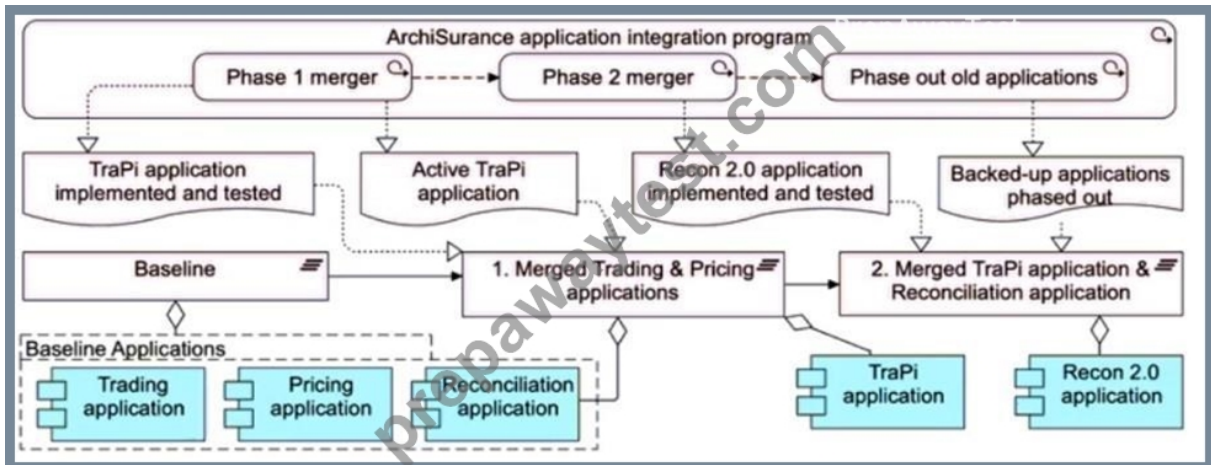 ArchiSurance application integration program
Phase 1 merger
Phase 2 merger
Phase out old applications
TraPi application
implemented and tested
Active TraPi
application
Recon 2.0 application
implemented and tested
Backed-up applications
phased out
Baseline
1. Merged Trading & Pricing
applications
2. Merged TraPi application &
Reconciliation application
Baseline Applications
Trading
application
Pricing
application
Reconciliation
application
TraPi
application
Recon 2.0
application
prepawaytest.com